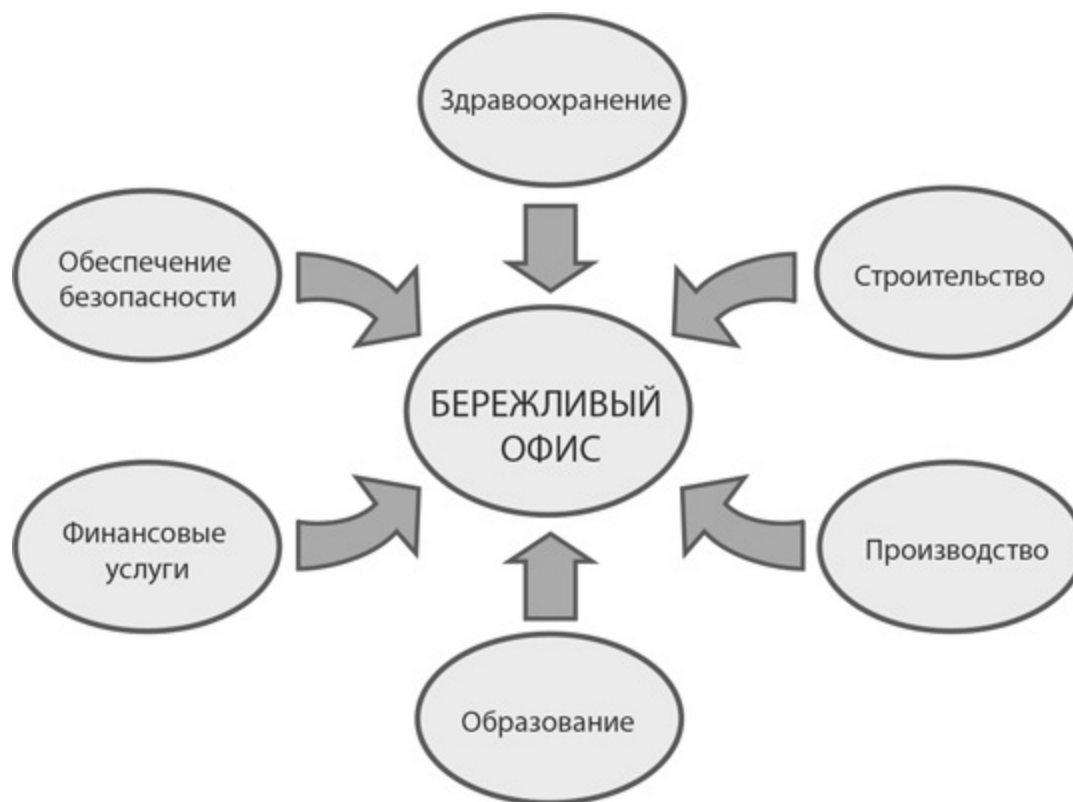 Здравоохранение
Обеспечение
безопасности
Строительство
БЕРЕЖЛИВЫЙ
ОФИС
Финансовые
услуги
Производство
Образование